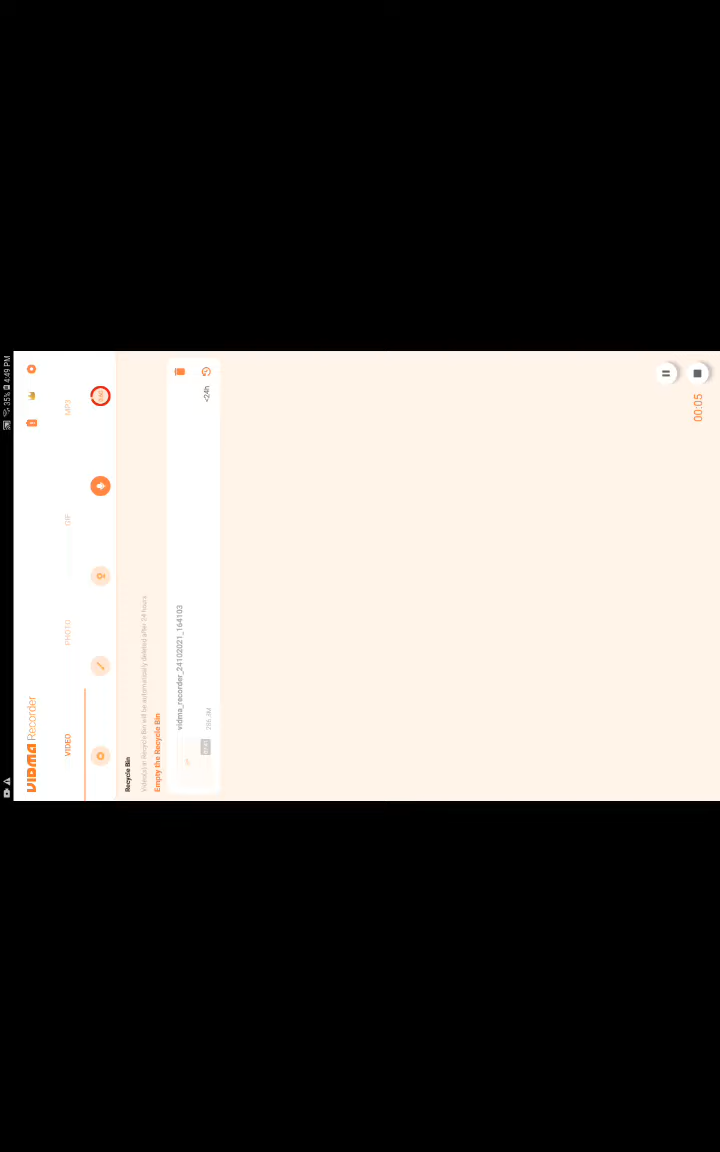 35% 4:49 PM
VIDMA Recorder
VIDEO
PHOTO
GIF
MP3
Recycle Bin
Video(s) in Recycle Bin will be automatically deleted after 24 hours
Empty the Recycle Bin
vidma_recorder_24102021_164103
<24h
00:05